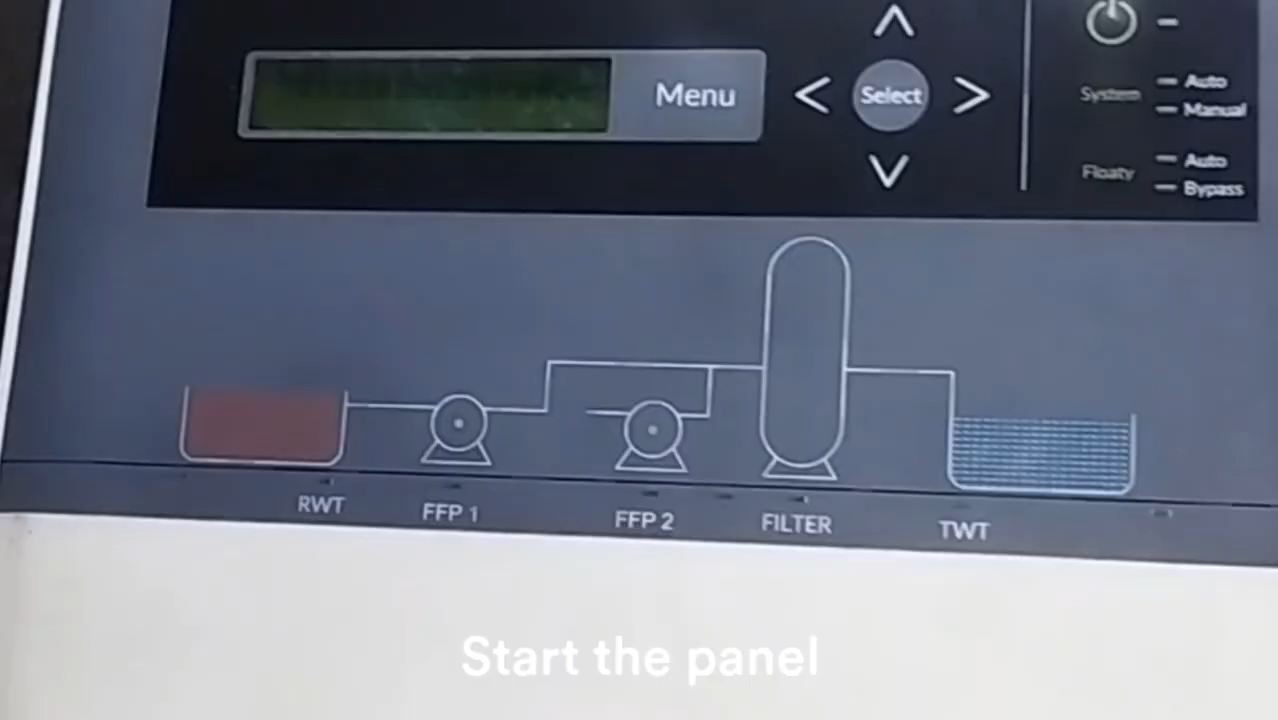 Menu
Select
System
Auto
Manual
Floaty
Auto
Bypass
RWT
FFP 1
FFP 2
FILTER
TWT
Start the panel